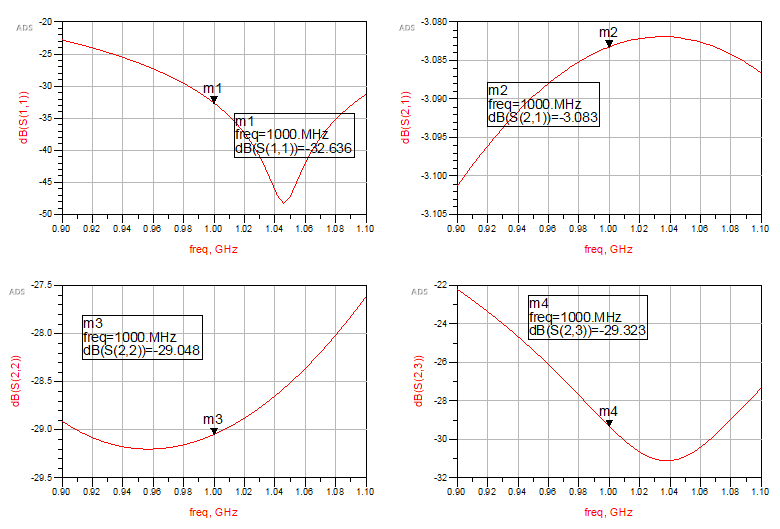 ADS
-20
-25
-30
-35
-40
-45
-50
dB(S(1,1))
m1
m1
freq=1000.MHz
dB(S(1,1))=-32.636
0.90 0.92 0.94 0.96 0.98 1.00 1.02 1.04 1.06 1.08 1.10
freq, GHz
ADS
-3.080
-3.085
-3.090
-3.095
-3.100
-3.105
dB(S(2,1))
m2
m2
freq=1000.MHz
dB(S(2,1))=-3.083
0.90 0.92 0.94 0.96 0.98 1.00 1.02 1.04 1.06 1.08 1.10
freq, GHz
ADS
-27.5
-28.0
-28.5
-29.0
-29.5
dB(S(2,2))
m3
freq=1000.MHz
dB(S(2,2))=-29.048
m3
0.90 0.92 0.94 0.96 0.98 1.00 1.02 1.04 1.06 1.08 1.10
freq, GHz
ADS
-22
-24
-26
-28
-30
-32
dB(S(2,3))
m4
freq=1000.MHz
dB(S(2,3))=-29.323
m4
0.90 0.92 0.94 0.96 0.98 1.00 1.02 1.04 1.06 1.08 1.10
freq, GHz